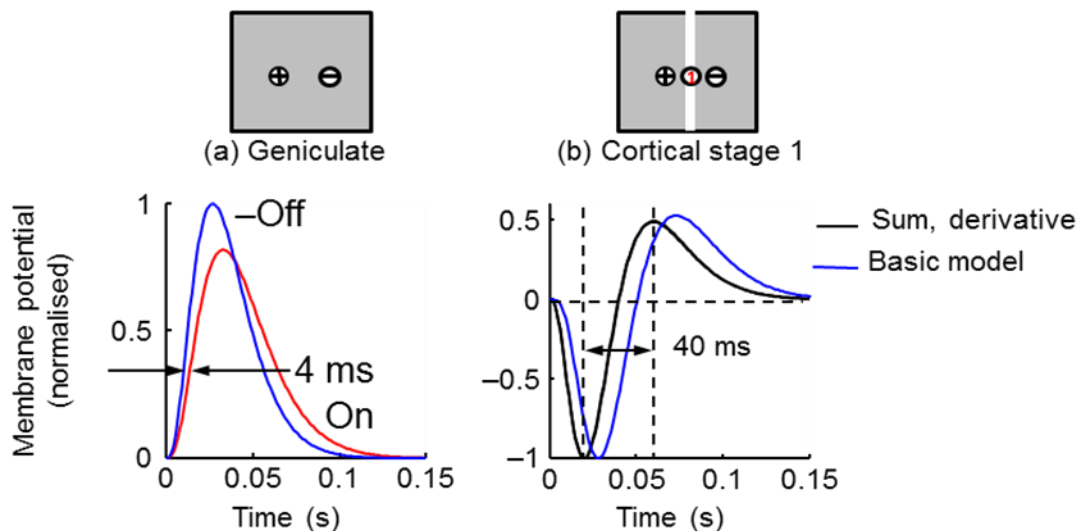 + −
+ 1 −
(a) Geniculate
(b) Cortical stage 1
Membrane potential
(normalised)
1
0.5
0
–Off
4 ms
On
0 0.05 0.1 0.15
Time (s)
0.5
0
–0.5
–1
40 ms
0 0.05 0.1 0.15
Time (s)
Sum, derivative
Basic model